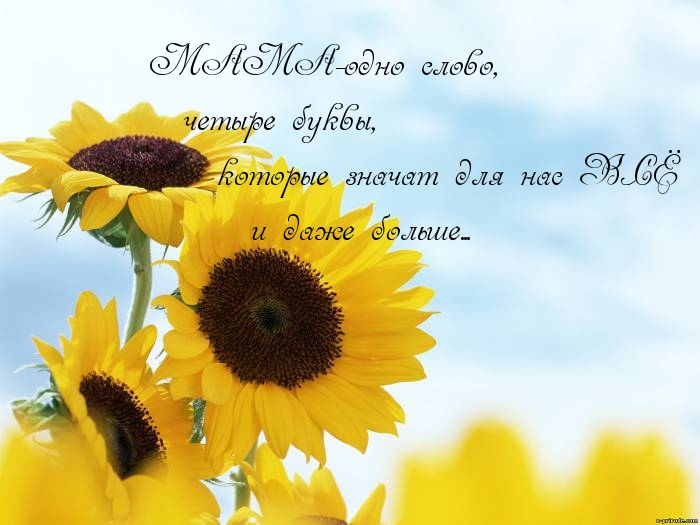 МАМА-одно слово,
четыре буквы,
которые значат для нас ВСЁ
и даже больше...